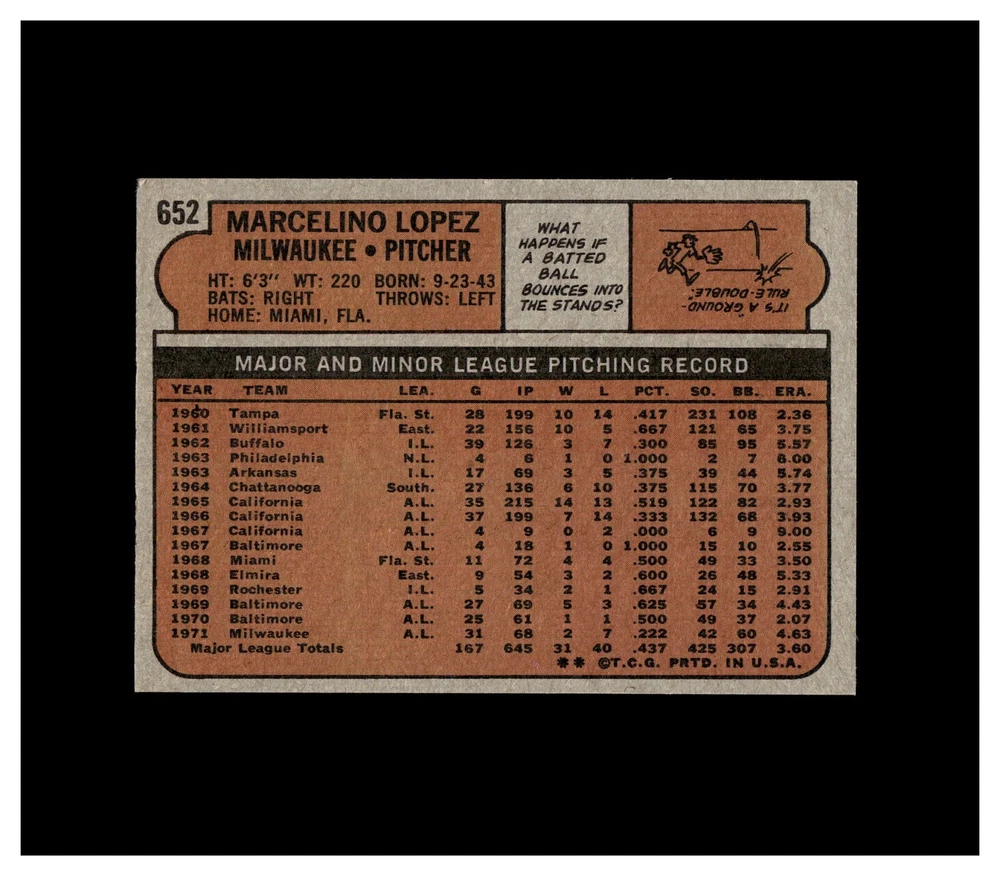 652
MARCELINO LOPEZ
MILWAUKEE • PITCHER
HT: 6'3" WT: 220 BORN: 9-23-43
BATS: RIGHT THROWS: LEFT
HOME: MIAMI, FLA.
WHAT
HAPPENS IF
A BATTED
BALL
BOUNCES INTO
THE STANDS?
IT'S A "GROUND-
RULE-DOUBLE."
MAJOR AND MINOR LEAGUE PITCHING RECORD
YEAR TEAM LEA. G IP W L PCT. SO. BB. ERA.
1960 Tampa Fla. St. 28 199 10 14 .417 231 108 2.36
1961 Williamsport East. 22 156 10 5 .667 121 65 3.75
1962 Buffalo I.L. 39 126 3 7 .300 85 95 5.57
1963 Philadelphia N.L. 4 6 1 0 1.000 2 7 6.00
1963 Arkansas I.L. 17 69 3 5 .375 39 44 5.74
1964 Chattanooga South. 27 136 6 10 .375 115 70 3.77
1965 California A.L. 35 215 14 13 .519 122 82 2.93
1966 California A.L. 37 199 7 14 .333 132 68 3.93
1967 California A.L. 4 9 0 2 .000 6 9 9.00
1967 Baltimore A.L. 4 18 1 0 1.000 15 10 2.55
1968 Miami Fla. St. 11 72 4 4 .500 49 33 3.50
1968 Elmira East. 9 54 3 2 .600 26 48 5.33
1969 Rochester I.L. 5 34 2 1 .667 24 15 2.91
1969 Baltimore A.L. 27 69 5 3 .625 57 34 4.43
1970 Baltimore A.L. 25 61 1 1 .500 49 37 2.07
1971 Milwaukee A.L. 31 68 2 7 .222 42 60 4.63
Major League Totals 167 645 31 40 .437 425 307 3.60
** ©T.C.G. PRTD. IN U.S.A.